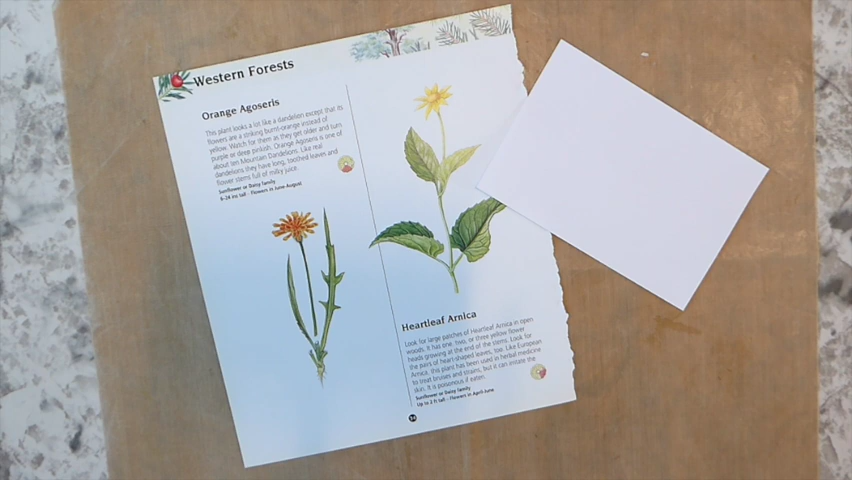 Western Forests
Orange Agoseris
This plant looks a lot like a dandelion except that its
flowers are a striking burnt-orange instead of
yellow. Watch for them as they get older and turn
purple or deep pinkish. Orange Agoseris is one of
about ten Mountain Dandelions. Like real
dandelions they have long, toothed leaves and
flower stems full of milky juice.
Sunflower or Daisy family
6-24 ins tall - Flowers in June-August
Heartleaf Arnica
Look for large patches of Heartleaf Arnica in open
woods. It has one, two, or three yellow flower
heads growing at the end of the stems. Look for
the pairs of heart-shaped leaves, too. Like European
Arnica, this plant has been used in herbal medicine
to treat bruises and strains, but it can irritate the
skin. It is poisonous if eaten.
Sunflower or Daisy family
Up to 2 ft tall - Flowers in April-June